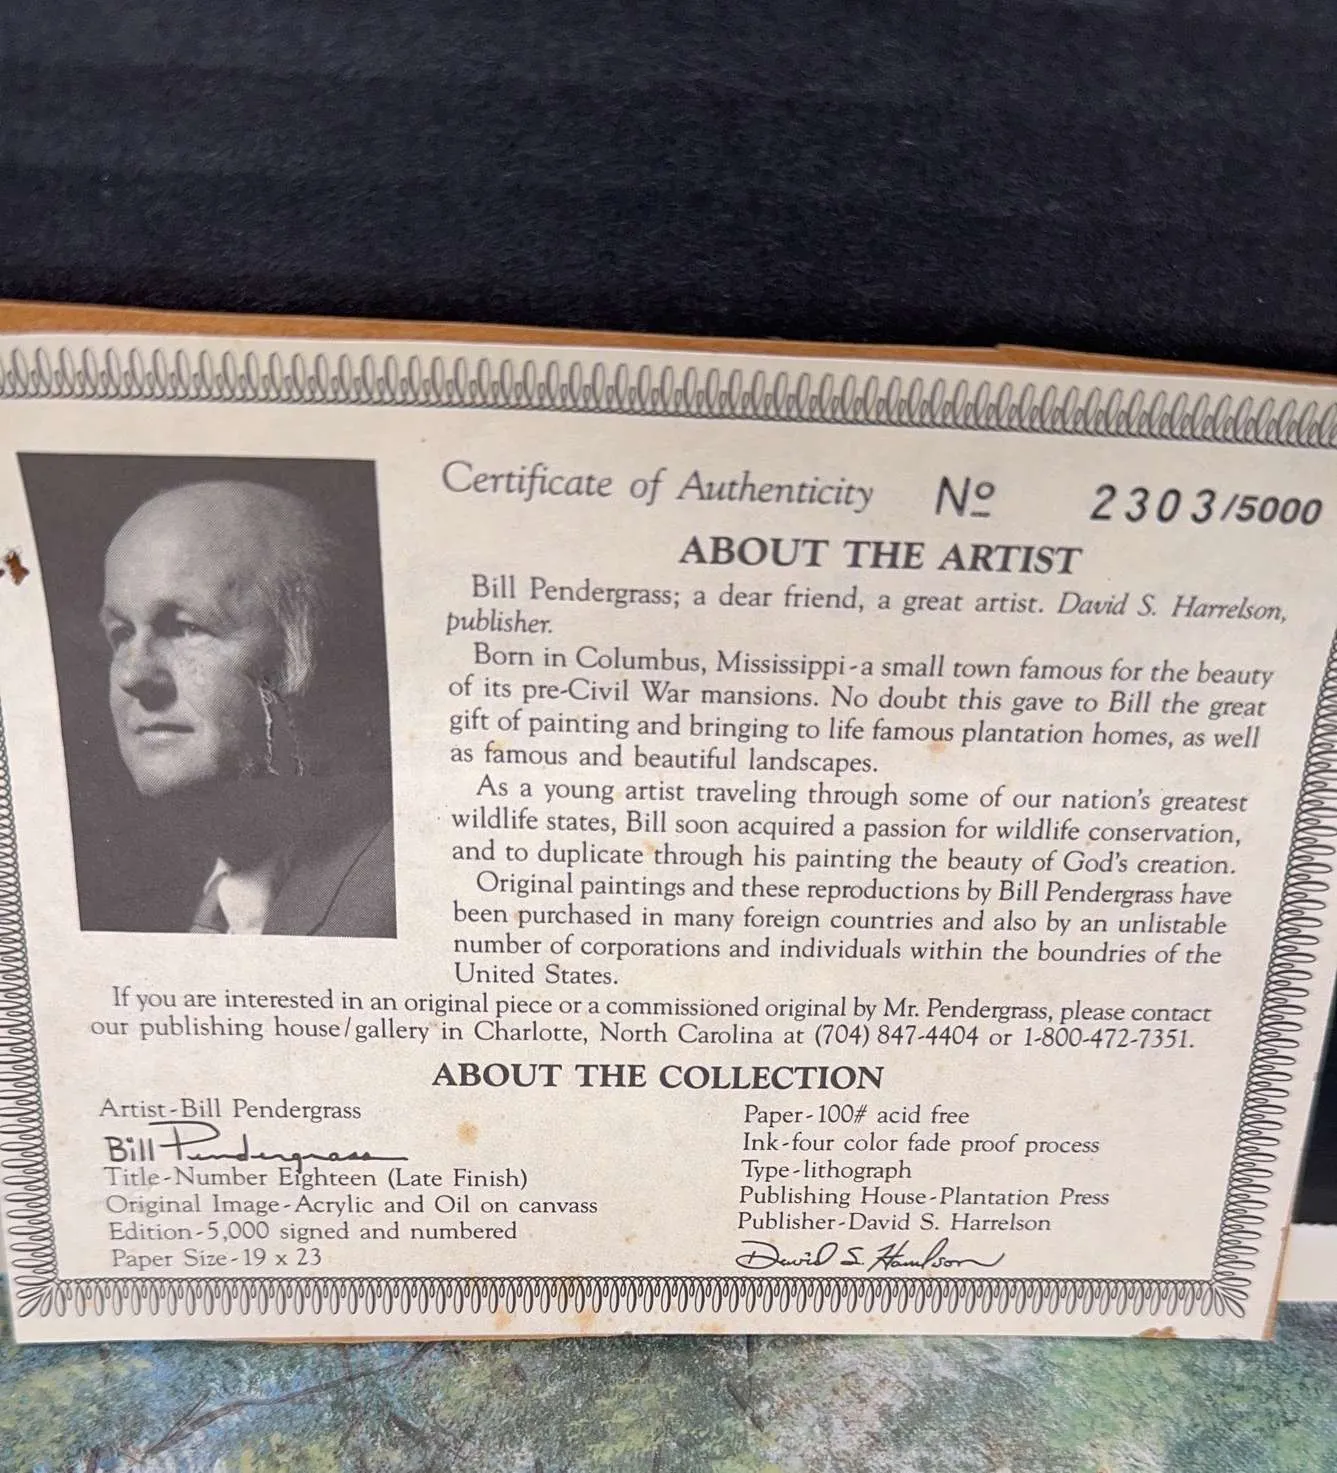 Certificate of Authenticity Nº 2303/5000
ABOUT THE ARTIST
Bill Pendergrass; a dear friend, a great artist. David S. Harrelson,
publisher.
Born in Columbus, Mississippi-a small town famous for the beauty
of its pre-Civil War mansions. No doubt this gave to Bill the great
gift of painting and bringing to life famous plantation homes, as well
as famous and beautiful landscapes.
As a young artist traveling through some of our nation's greatest
wildlife states, Bill soon acquired a passion for wildlife conservation,
and to duplicate through his painting the beauty of God's creation.
Original paintings and these reproductions by Bill Pendergrass have
been purchased in many foreign countries and also by an unlistable
number of corporations and individuals within the boundries of the
United States.
If you are interested in an original piece or a commissioned original by Mr. Pendergrass, please contact
our publishing house/gallery in Charlotte, North Carolina at (704) 847-4404 or 1-800-472-7351.
ABOUT THE COLLECTION
Artist-Bill Pendergrass
Bill Pendergrass
Title-Number Eighteen (Late Finish)
Original Image-Acrylic and Oil on canvass
Edition-5,000 signed and numbered
Paper Size-19 x 23
Paper-100# acid free
Ink-four color fade proof process
Type-lithograph
Publishing House-Plantation Press
Publisher-David S. Harrelson
David S. Harrelson